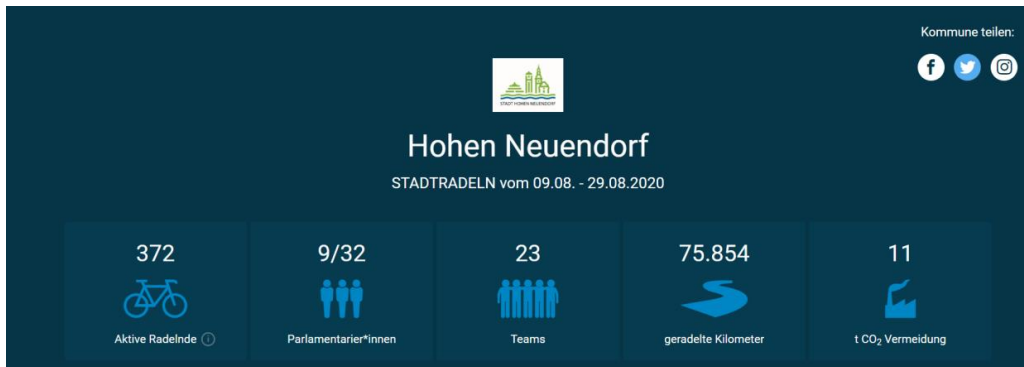 Kommune teilen:
STADT HOHEN NEUENDORF
Hohen Neuendorf
STADTRADELN vom 09.08. - 29.08.2020
372
9/32
23
75.854
11
Aktive Radelnde
Parlamentarier*innen
Teams
geradelte Kilometer
t CO₂ Vermeidung